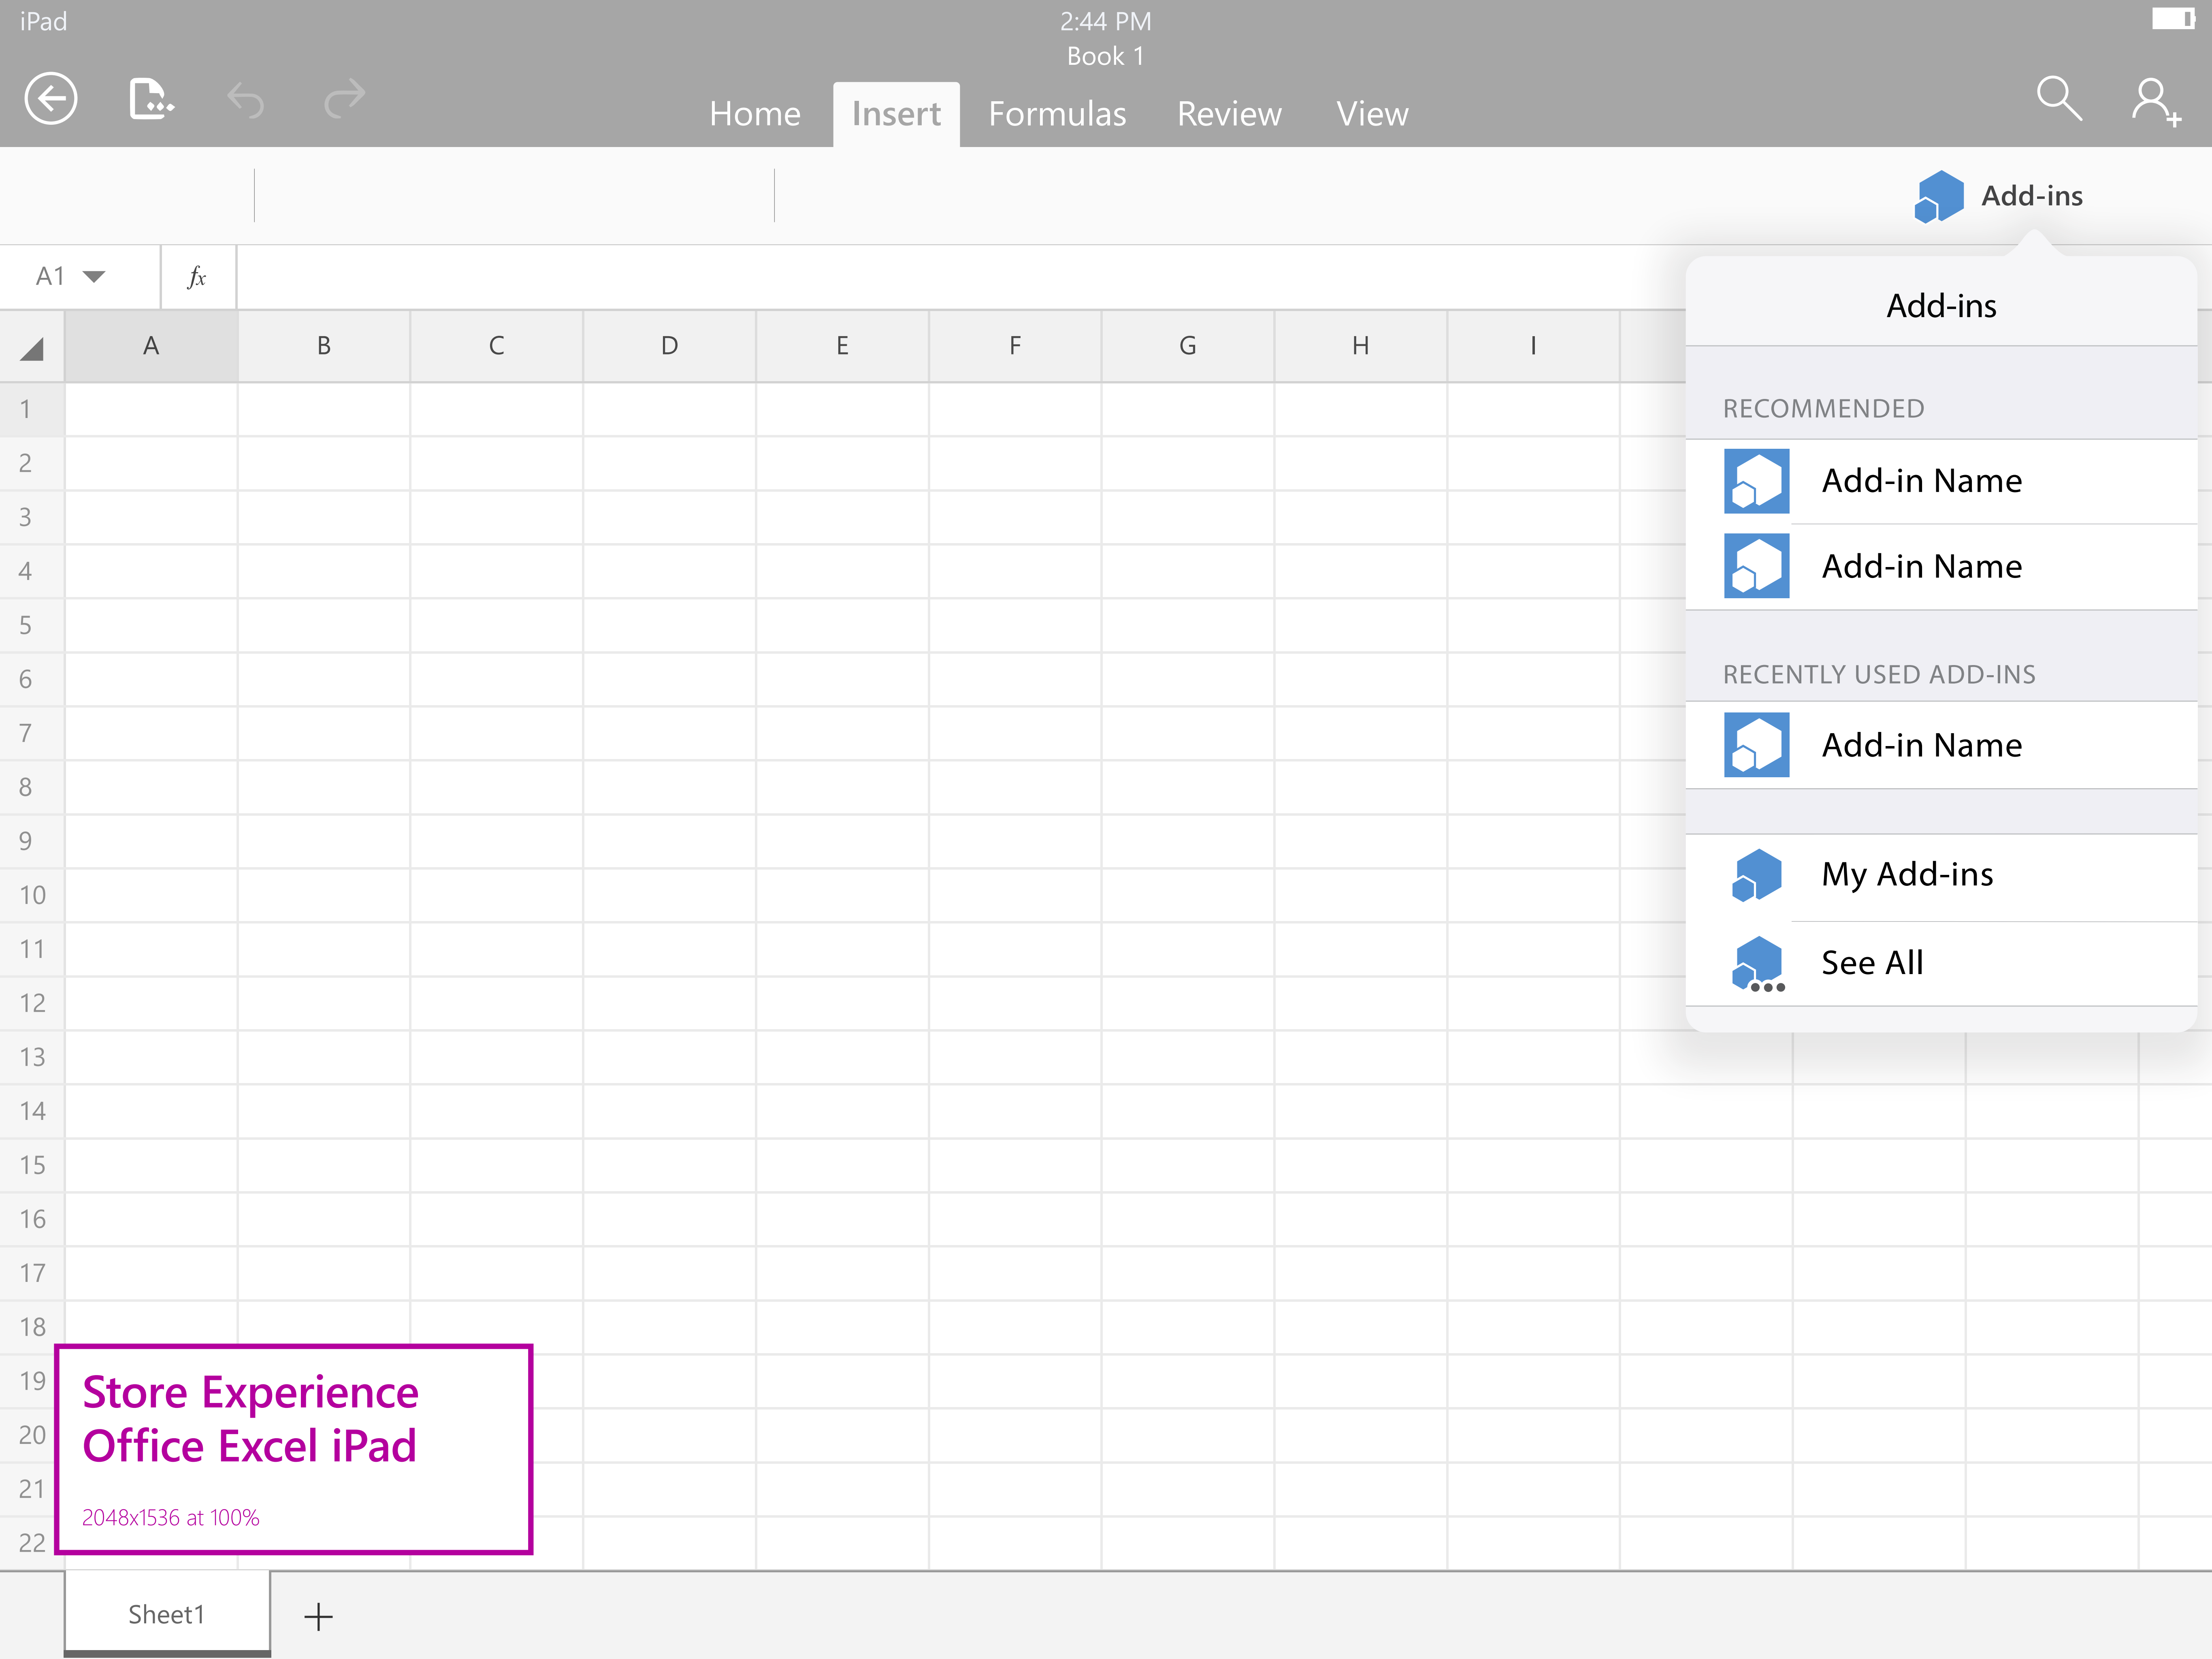 iPad
2:44 PM
Book 1
Home Insert Formulas Review View
Add-ins
A1 fx
Add-ins
A B C D E F G H I
RECOMMENDED
Add-in Name
Add-in Name
RECENTLY USED ADD-INS
Add-in Name
My Add-ins
See All
1
2
3
4
5
6
7
8
9
10
11
12
13
14
15
16
17
18
19
20
21
22
Store Experience
Office Excel iPad
2048x1536 at 100%
Sheet1